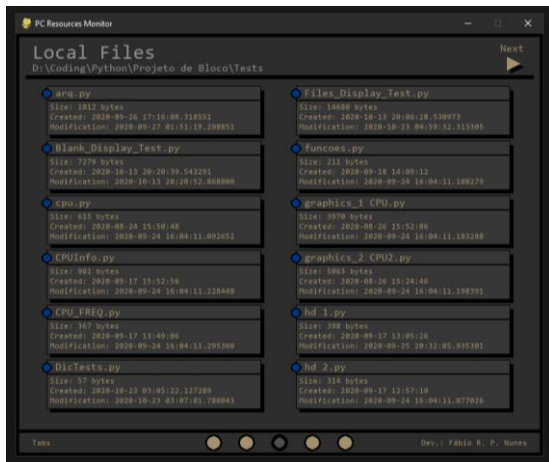 PC Resources Monitor
Local Files
D:\Coding\Python\Projeto de Bloco\Tests
Next
arq.py
Size: 1012 bytes
Created: 2020-09-26 17:16:08.318551
Modification: 2020-09-27 01:51:19.298851
Blank_Display_Test.py
Size: 7279 bytes
Created: 2020-10-13 20:20:39.543291
Modification: 2020-10-13 20:20:52.868000
cpu.py
Size: 615 bytes
Created: 2020-08-24 15:50:48
Modification: 2020-09-24 16:04:11.092652
CPUInfo.py
Size: 901 bytes
Created: 2020-09-17 15:52:56
Modification: 2020-09-24 16:04:11.228448
CPU_FREQ.py
Size: 367 bytes
Created: 2020-09-17 13:49:06
Modification: 2020-09-24 16:04:11.295360
DicTests.py
Size: 57 bytes
Created: 2020-10-23 03:05:22.127289
Modification: 2020-10-23 03:07:01.780043
Files_Display_Test.py
Size: 14680 bytes
Created: 2020-10-13 20:06:28.530973
Modification: 2020-10-23 04:59:32.313305
funcoes.py
Size: 211 bytes
Created: 2020-09-18 14:09:12
Modification: 2020-09-24 16:04:11.108279
graphics_1 CPU.py
Size: 3970 bytes
Created: 2020-08-26 15:52:06
Modification: 2020-09-24 16:04:11.183280
graphics_2 CPU2.py
Size: 5063 bytes
Created: 2020-08-26 15:24:46
Modification: 2020-09-24 16:04:11.198391
hd 1.py
Size: 398 bytes
Created: 2020-09-17 13:05:26
Modification: 2020-09-25 20:32:05.935301
hd 2.py
Size: 314 bytes
Created: 2020-09-17 12:57:10
Modification: 2020-09-24 16:04:11.077026
Tabs
Dev.: Fábio R. P. Nunes